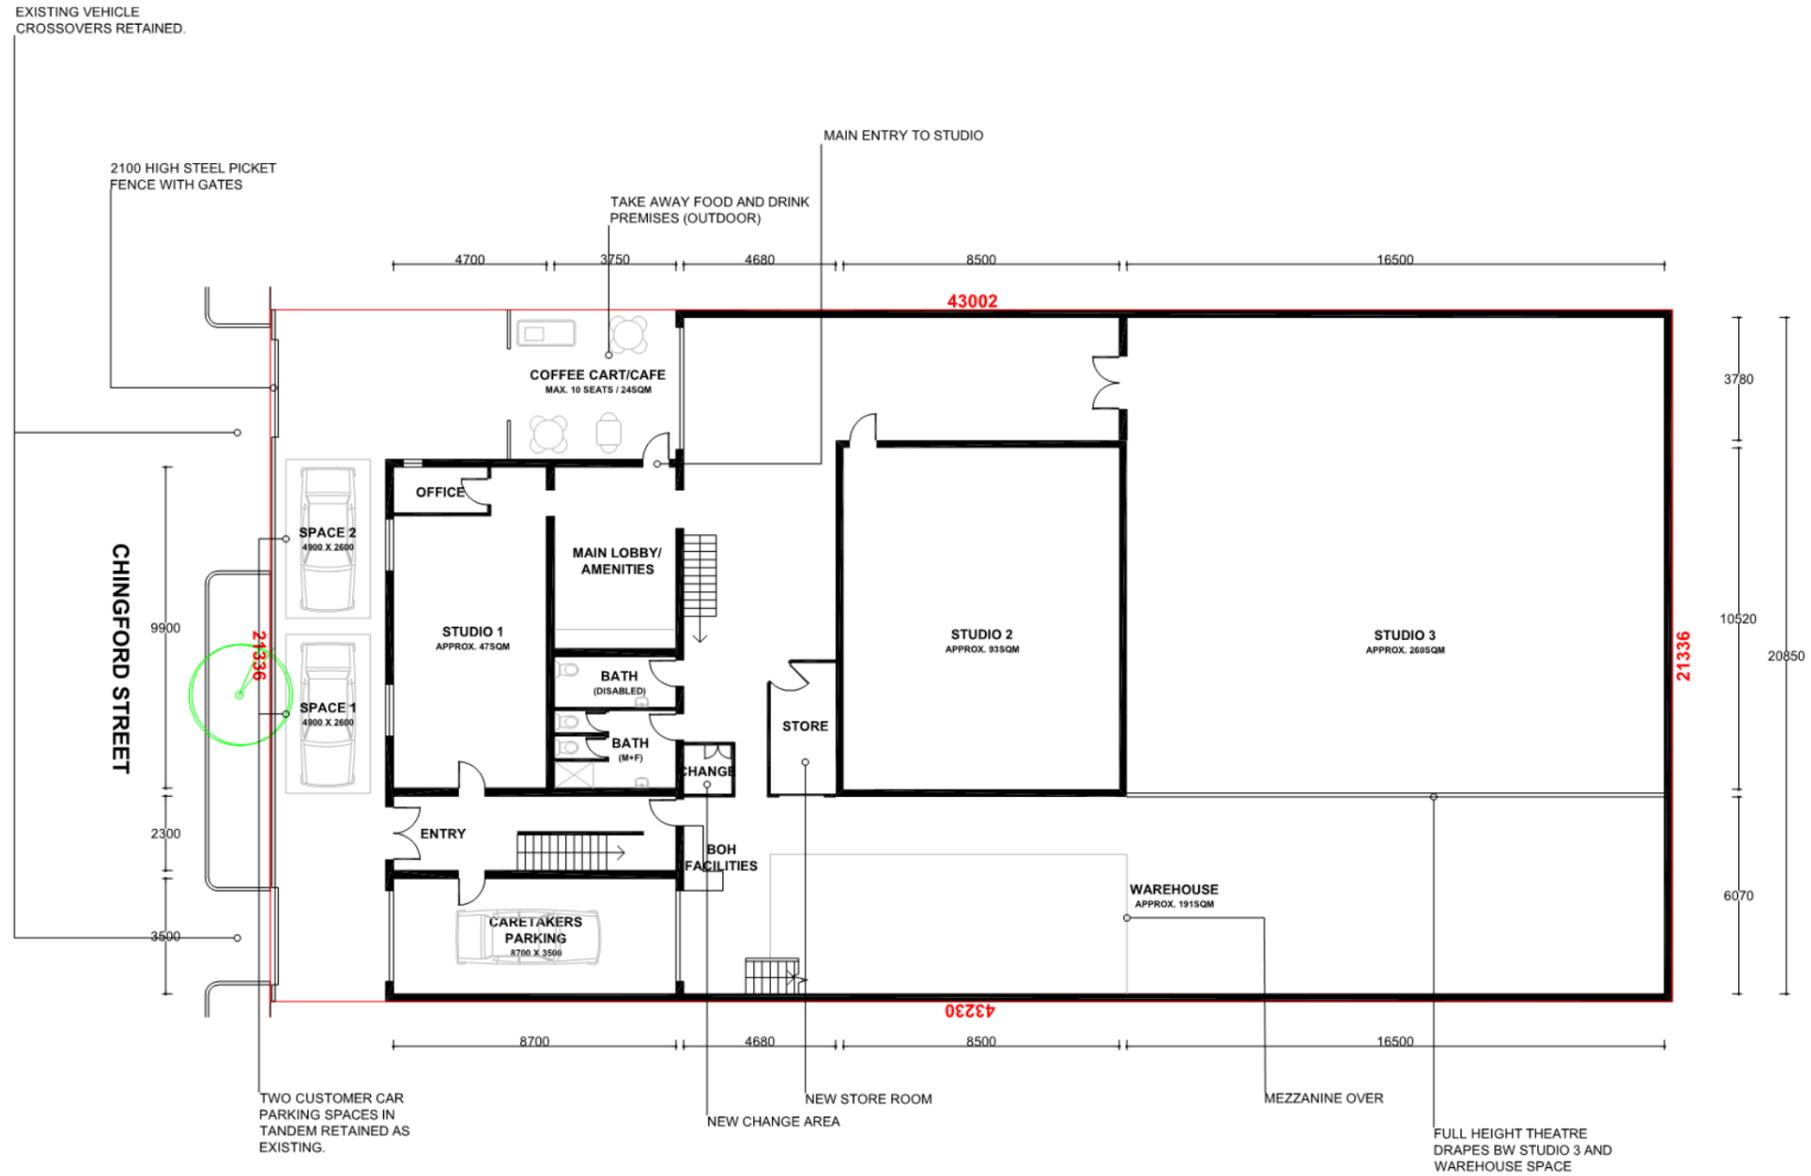 EXISTING VEHICLE
CROSSOVERS RETAINED.
MAIN ENTRY TO STUDIO
2100 HIGH STEEL PICKET
FENCE WITH GATES
TAKE AWAY FOOD AND DRINK
PREMISES (OUTDOOR)
4700
3750
4680
8500
16500
43002
COFFEE CART/CAFE
MAX. 10 SEATS / 24SQM
3780
OFFICE
SPACE 2
4900 X 2600
MAIN LOBBY/
AMENITIES
CHINGFORD STREET
9900
21336
STUDIO 1
APPROX. 47SQM
STUDIO 2
APPROX. 93SQM
STUDIO 3
APPROX. 260SQM
10520
20850
21336
BATH
(DISABLED)
SPACE 1
4900 X 2600
STORE
BATH
(M+F)
CHANGE
2300
ENTRY
BOH
FACILITIES
WAREHOUSE
APPROX. 191SQM
6070
3500
CARETAKERS
PARKING
8700 X 3500
43230
8700
4680
8500
16500
TWO CUSTOMER CAR
PARKING SPACES IN
TANDEM RETAINED AS
EXISTING.
NEW STORE ROOM
NEW CHANGE AREA
MEZZANINE OVER
FULL HEIGHT THEATRE
DRAPES BW STUDIO 3 AND
WAREHOUSE SPACE